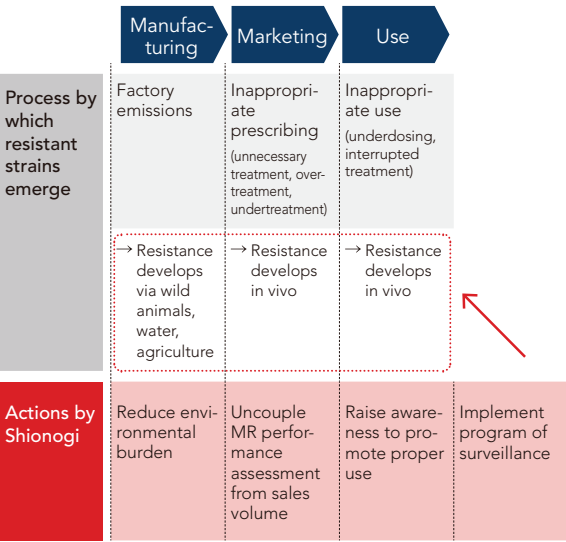 Manufac-
turing
Marketing
Use
Process by
which
resistant
strains
emerge
Factory
emissions
Inappropri-
ate
prescribing
(unnecessary
treatment, over-
treatment,
undertreatment)
Inappropri-
ate use
(underdosing,
interrupted
treatment)
→ Resistance
develops
via wild
animals,
water,
agriculture
→ Resistance
develops
in vivo
→ Resistance
develops
in vivo
Actions by
Shionogi
Reduce envi-
ronmental
burden
Uncouple
MR perfor-
mance
assessment
from sales
volume
Raise aware-
ness to pro-
mote proper
use
Implement
program of
surveillance